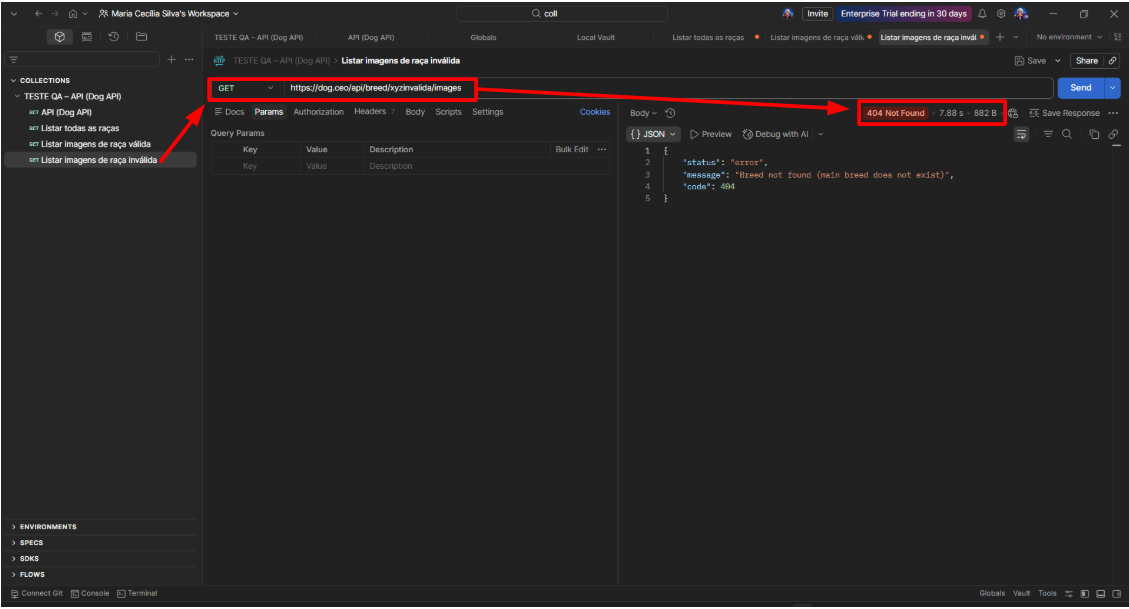 Maria Cecília Silva's Workspace
coll
Invite
Enterprise Trial ending in 30 days
TESTE QA – API (Dog API)
API (Dog API)
Globals
Local Vault
Listar todas as raças
Listar imagens de raça váli
Listar imagens de raça invál
No environment
TESTE QA – API (Dog API) > Listar imagens de raça inválida
Save
Share
COLLECTIONS
TESTE QA – API (Dog API)
GET API (Dog API)
GET Listar todas as raças
GET Listar imagens de raça válida
GET Listar imagens de raça inválida
GET
https://dog.ceo/api/breed/xyzinvalida/images
Send
Docs
Params
Authorization
Headers 7
Body
Scripts
Settings
Cookies
Query Params
Key
Value
Description
Bulk Edit
Key
Value
Description
Body
404 Not Found
7.88 s
882 B
Save Response
{} JSON
Preview
Debug with AI
1 {
2 "status": "error",
3 "message": "Breed not found (main breed does not exist)",
4 "code": 404
5 }
ENVIRONMENTS
SPECS
SDKS
FLOWS
Connect Git
Console
Terminal
Globals
Vault
Tools